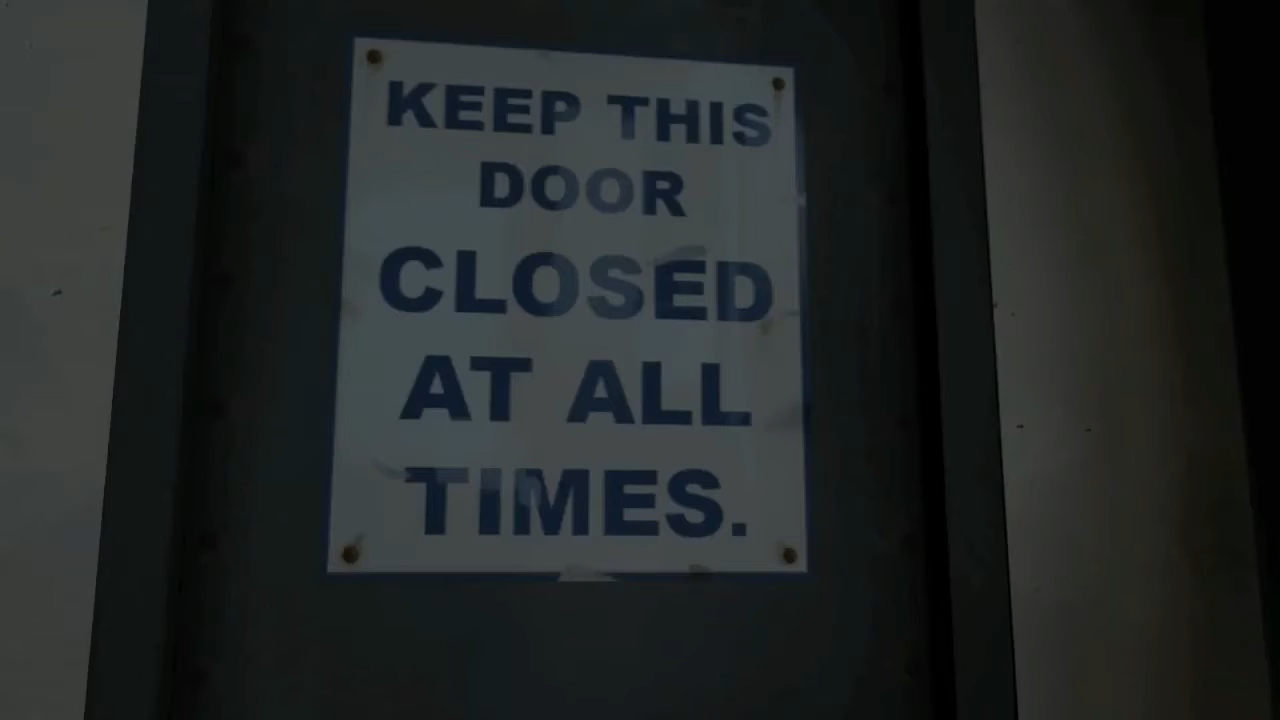 KEEP THIS
DOOR
CLOSED
AT ALL
TIMES.